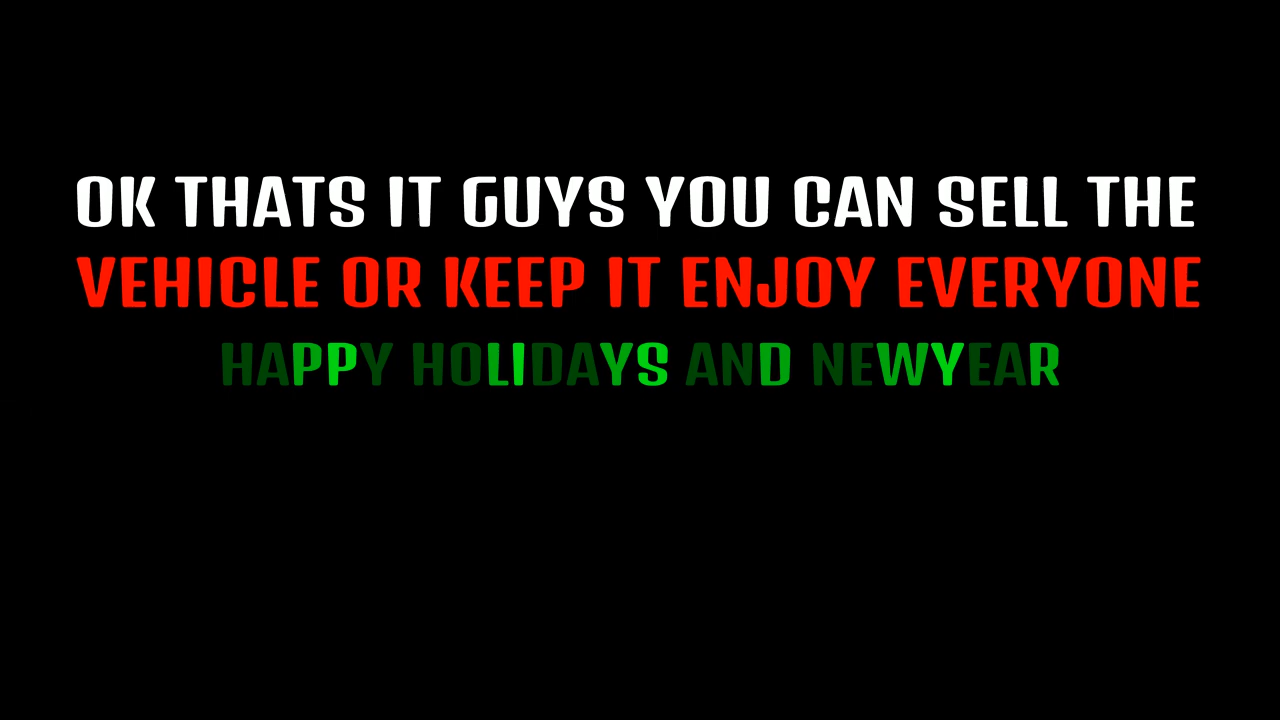 OK THATS IT GUYS YOU CAN SELL THE
VEHICLE OR KEEP IT ENJOY EVERYONE
HAPPY HOLIDAYS AND NEWYEAR